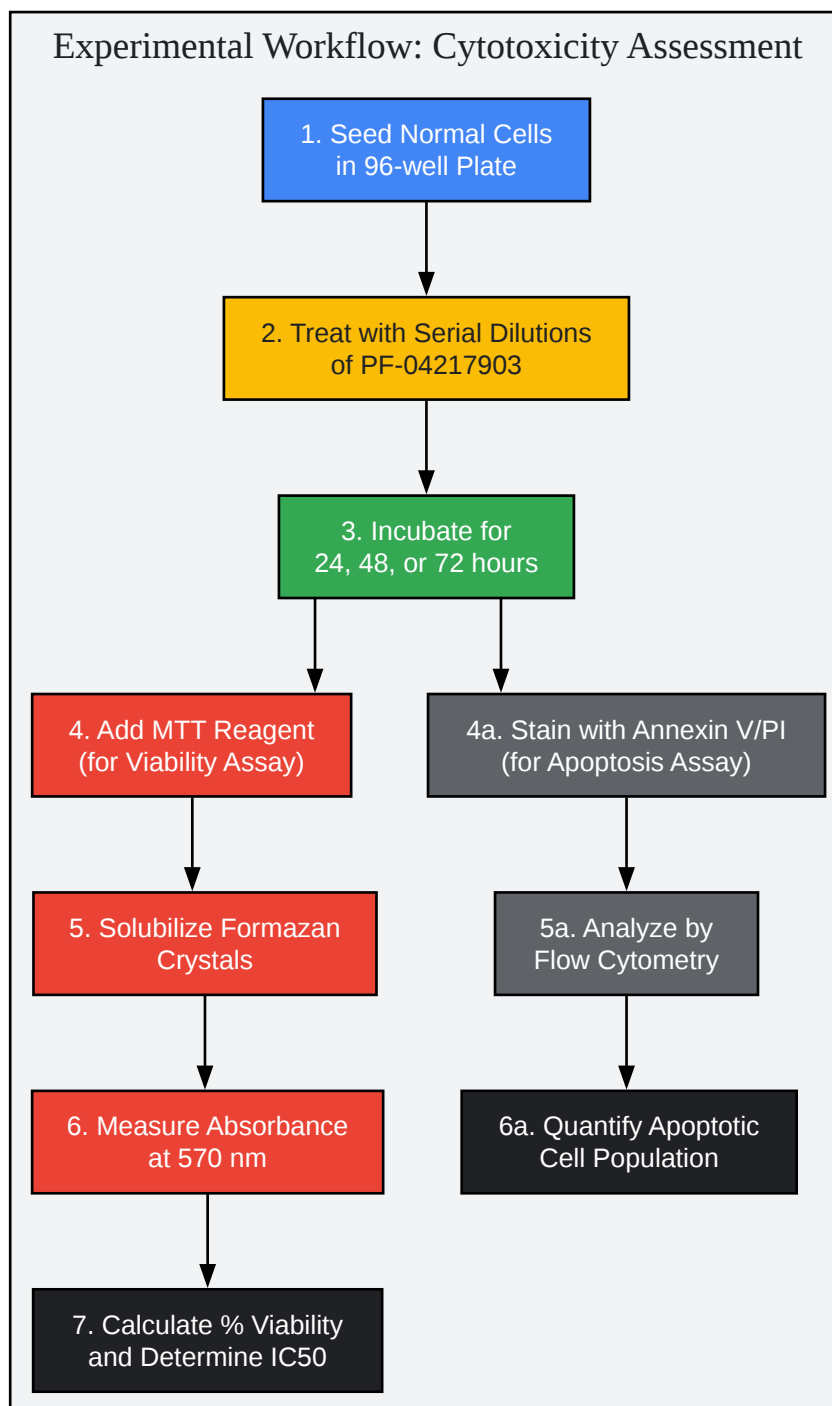 Experimental Workflow: Cytotoxicity Assessment
1. Seed Normal Cells
in 96-well Plate
2. Treat with Serial Dilutions
of PF-04217903
3. Incubate for
24, 48, or 72 hours
4. Add MTT Reagent
(for Viability Assay)
4a. Stain with Annexin V/PI
(for Apoptosis Assay)
5. Solubilize Formazan
Crystals
5a. Analyze by
Flow Cytometry
6. Measure Absorbance
at 570 nm
6a. Quantify Apoptotic
Cell Population
7. Calculate % Viability
and Determine IC50